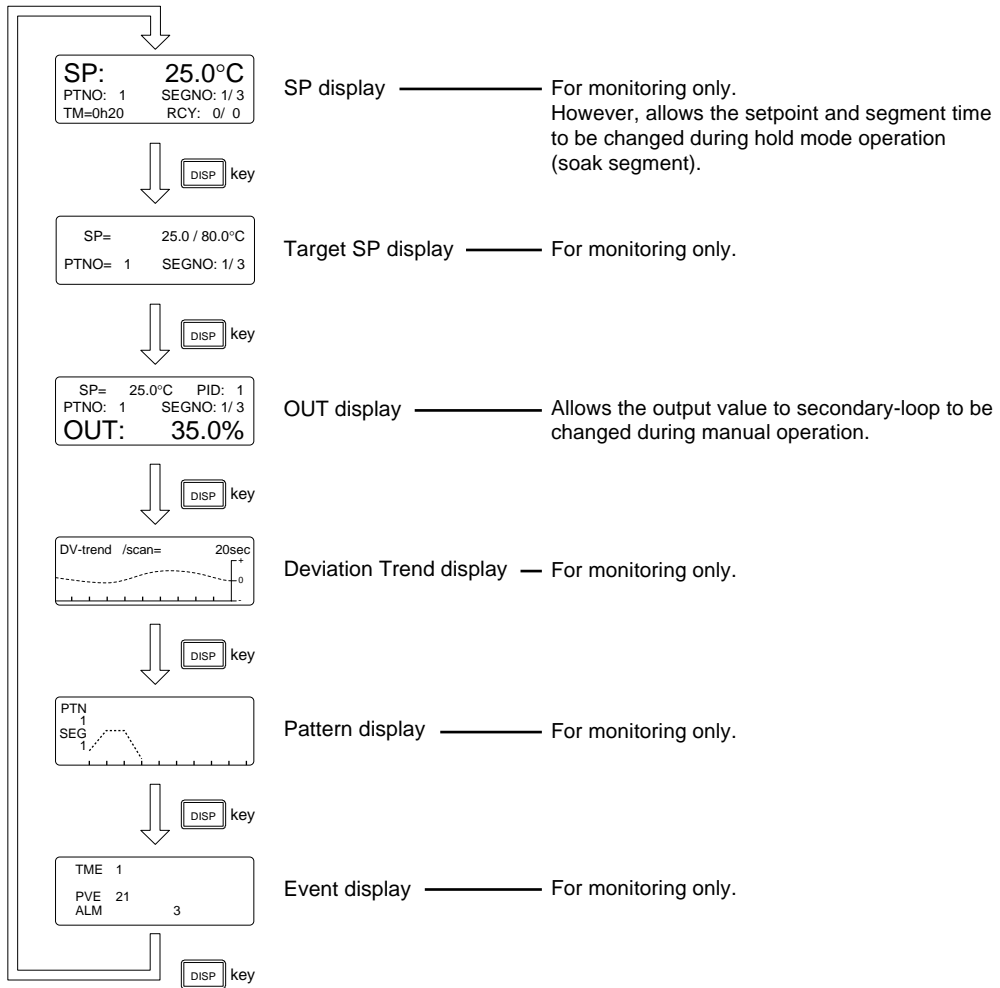 SP: 25.0°C
PTNO: 1 SEGNO: 1/ 3
TM=0h20 RCY: 0/ 0
SP display
For monitoring only.
However, allows the setpoint and segment time
to be changed during hold mode operation
(soak segment).
DISP key
SP= 25.0 / 80.0°C
PTNO= 1 SEGNO: 1/ 3
Target SP display
For monitoring only.
DISP key
SP= 25.0°C PID: 1
PTNO: 1 SEGNO: 1/ 3
OUT: 35.0%
OUT display
Allows the output value to secondary-loop to be
changed during manual operation.
DISP key
DV-trend /scan= 20sec
+
0
-
Deviation Trend display
For monitoring only.
DISP key
PTN
1
SEG
1
Pattern display
For monitoring only.
DISP key
TME 1
PVE 21
ALM 3
Event display
For monitoring only.
DISP key